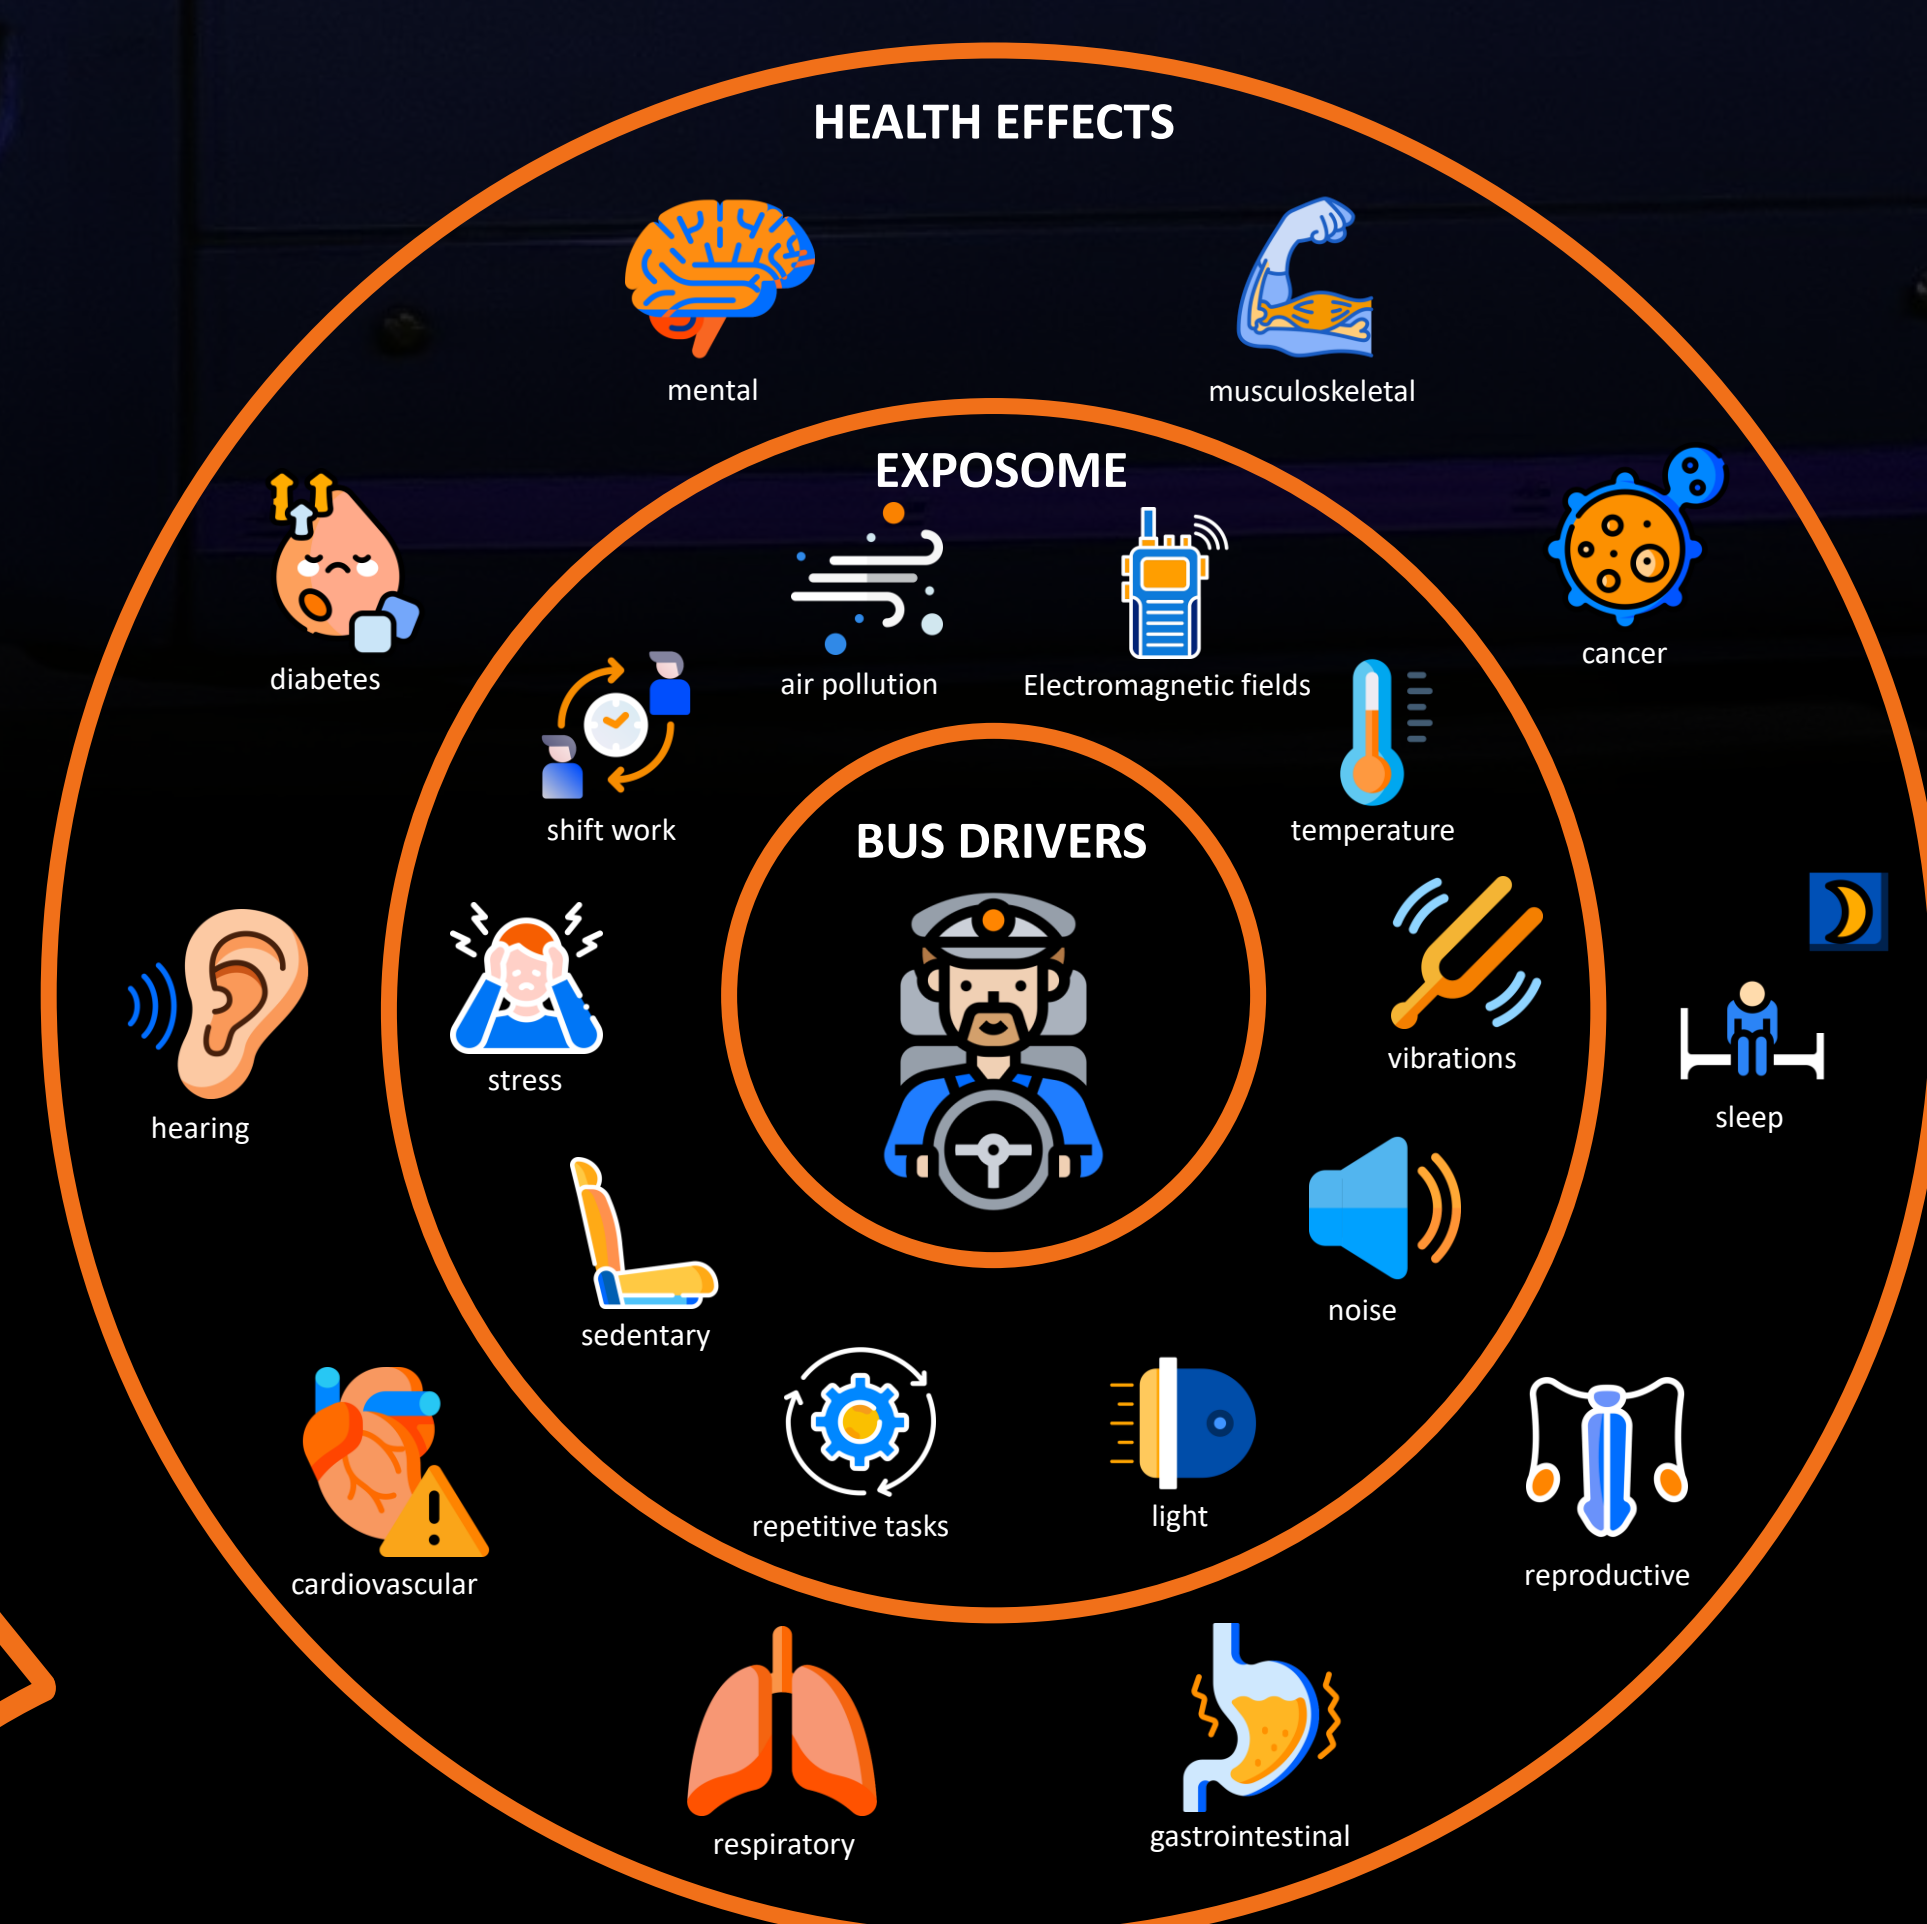 HEALTH EFFECTS
mental
musculoskeletal
diabetes
cancer
hearing
sleep
cardiovascular
reproductive
respiratory
gastrointestinal
EXPOSOME
air pollution
Electromagnetic fields
shift work
temperature
stress
vibrations
sedentary
noise
repetitive tasks
light
BUS DRIVERS